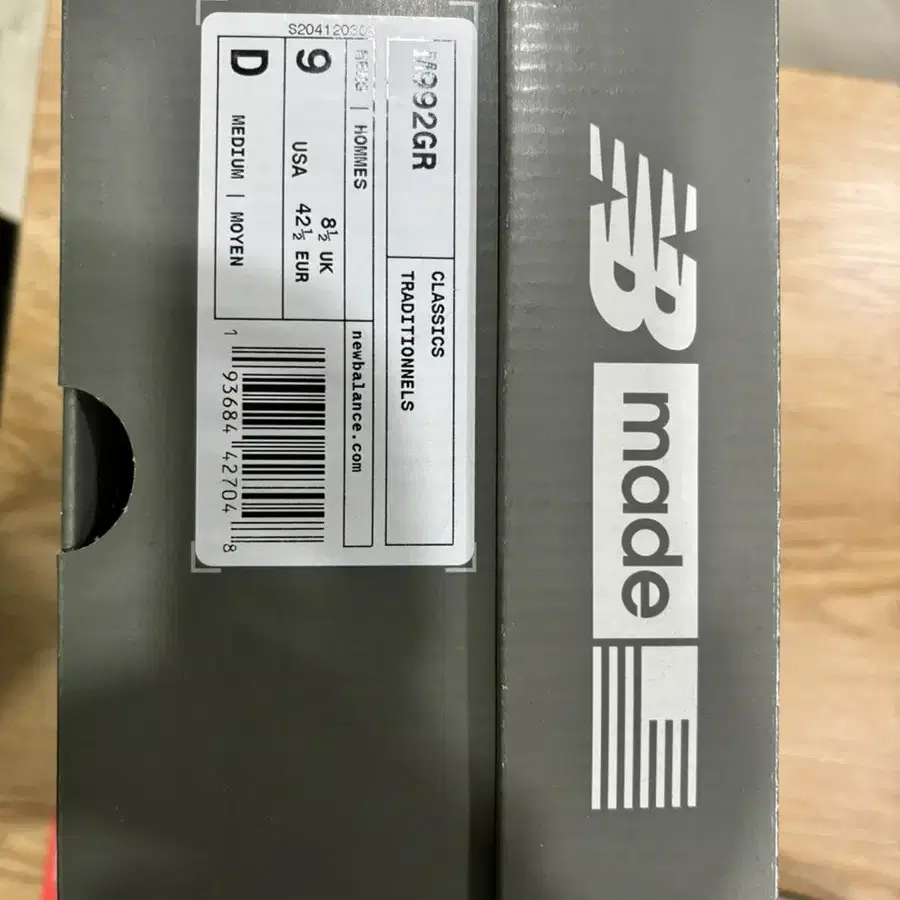 M992GR
CLASSICS
TRADITIONNELS
MENS | HOMMES
newbalance.com
S204120303
9
USA
8½ UK
42½ EUR
D
MEDIUM | MOYEN
1 93684 42704 8
NB
made